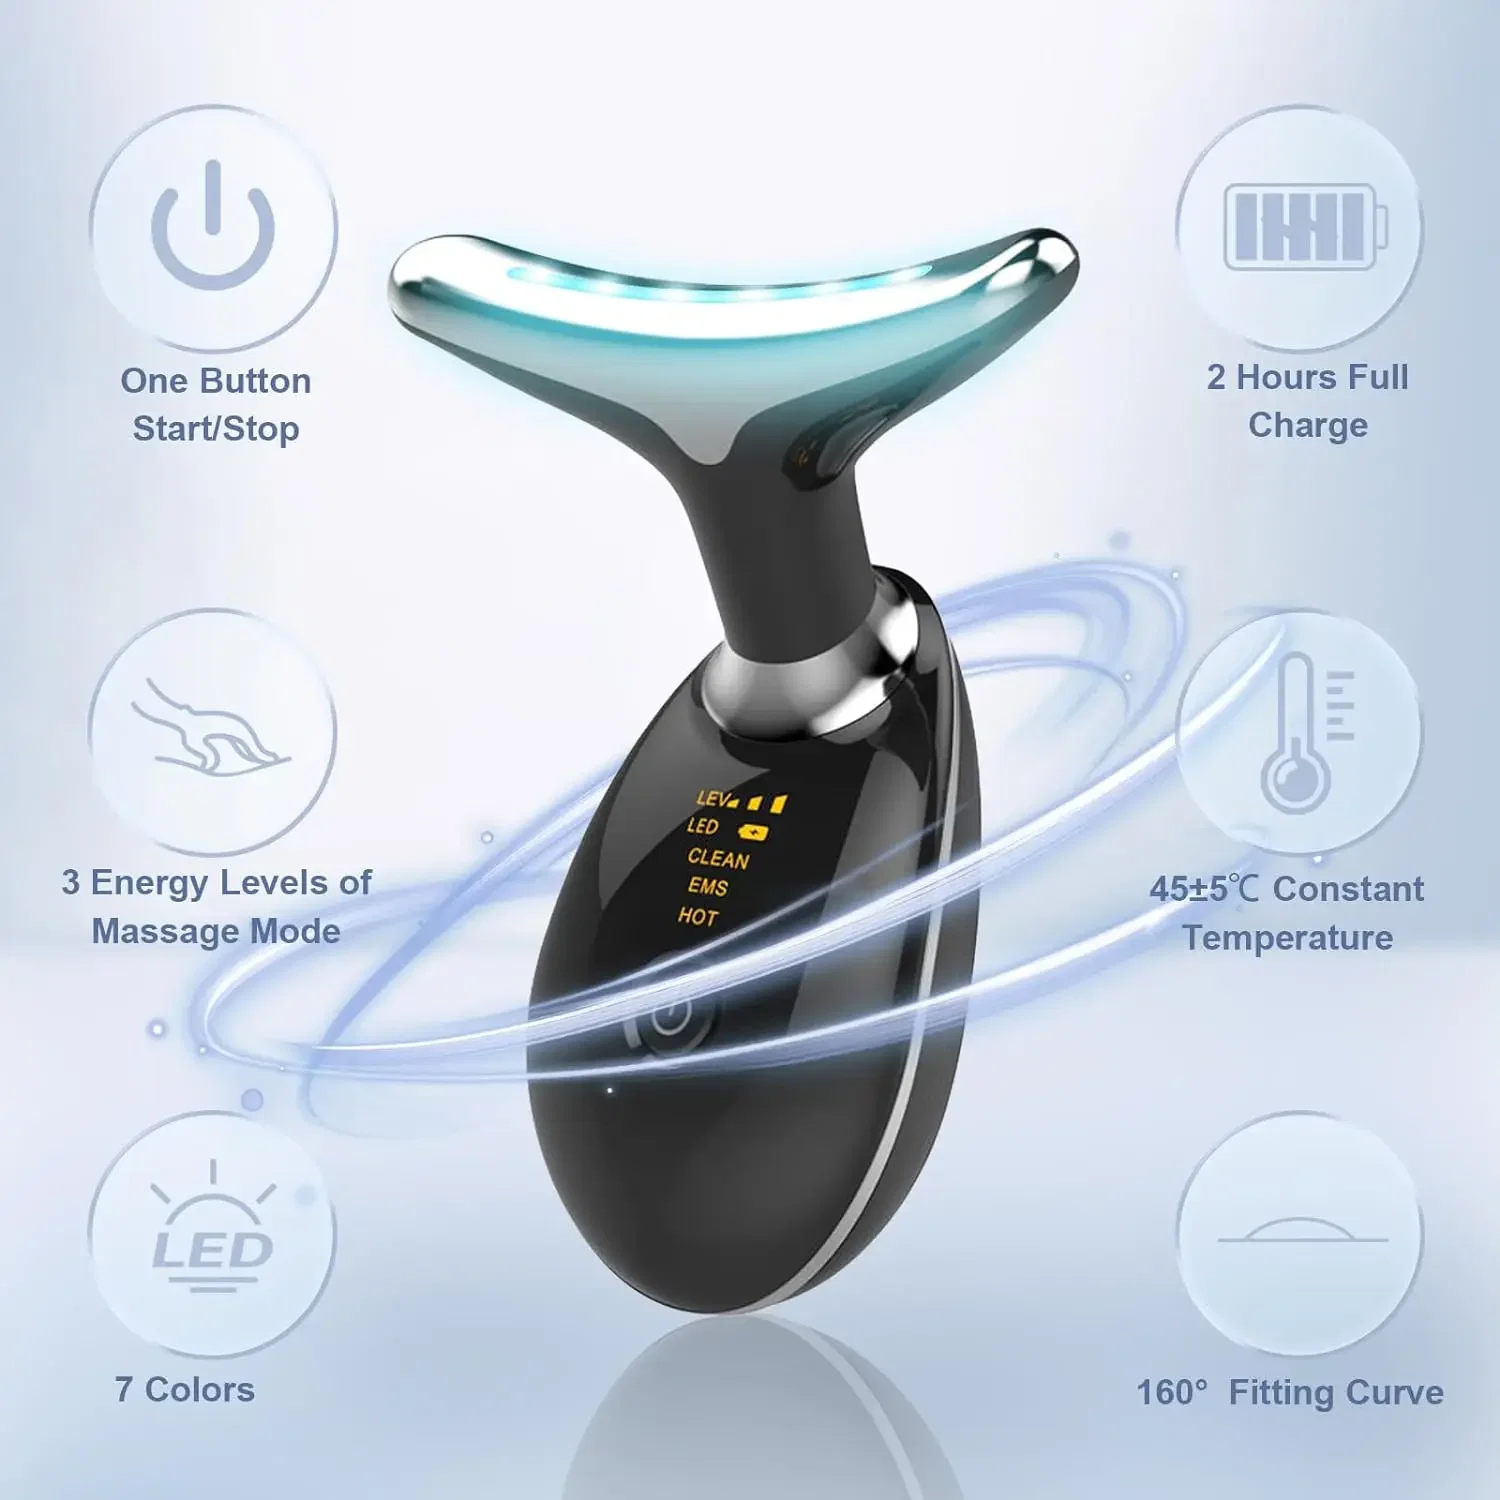 One Button
Start/Stop
2 Hours Full
Charge
3 Energy Levels of
Massage Mode
LEV
LED
CLEAN
EMS
HOT
45±5℃ Constant
Temperature
LED
7 Colors
160° Fitting Curve